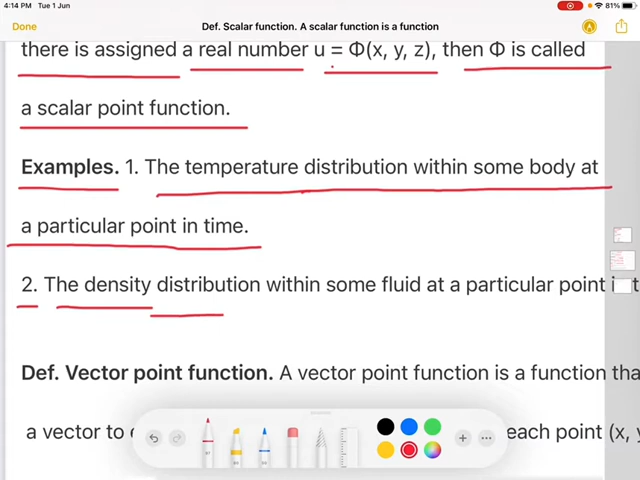 4:14 PM Tue 1 Jun 81%
Done Def. Scalar function. A scalar function is a function
there is assigned a real number u = Φ(x, y, z), then Φ is called
a scalar point function.
Examples. 1. The temperature distribution within some body at
a particular point in time.
2. The density distribution within some fluid at a particular point
Def. Vector point function. A vector point function is a function
a vector to each point (x,